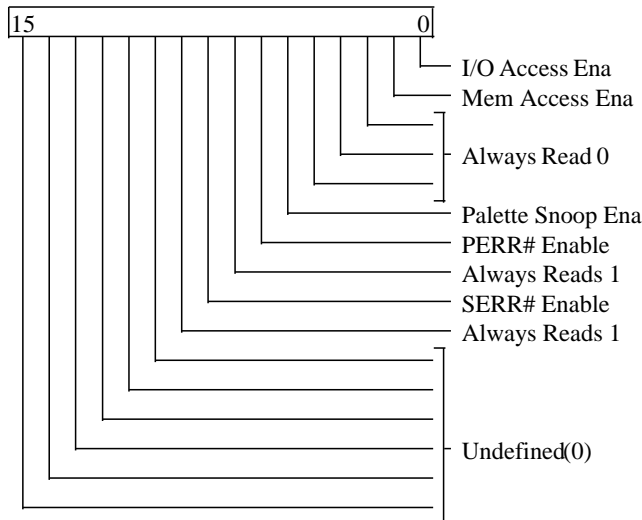 15 0
I/O Access Ena
Mem Access Ena
Always Read 0
Palette Snoop Ena
PERR# Enable
Always Reads 1
SERR# Enable
Always Reads 1
Undefined(0)